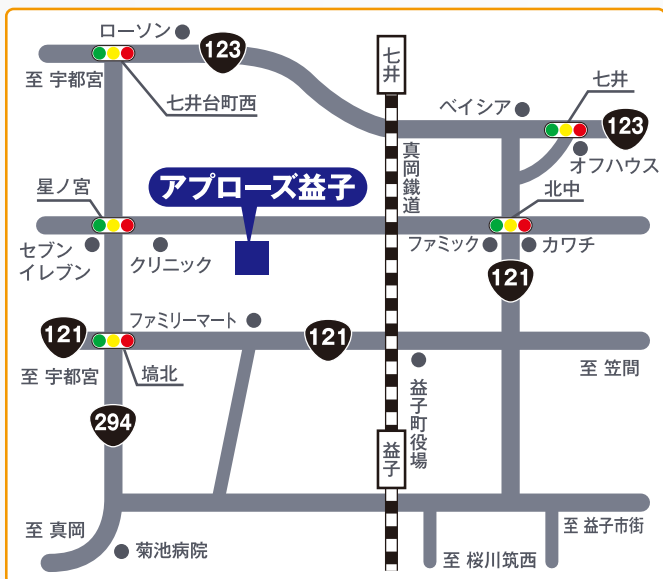 ローソン
123
七井
七井
至 宇都宮
七井台町西
ベイシア
123
オフハウス
真岡鐵道
星ノ宮
アプローズ益子
北中
セブン
イレブン
クリニック
ファミック
カワチ
121
121
ファミリーマート
121
至 宇都宮
塙北
至 笠間
294
益子町役場
益子
至 真岡
菊池病院
至 桜川筑西
至 益子市街